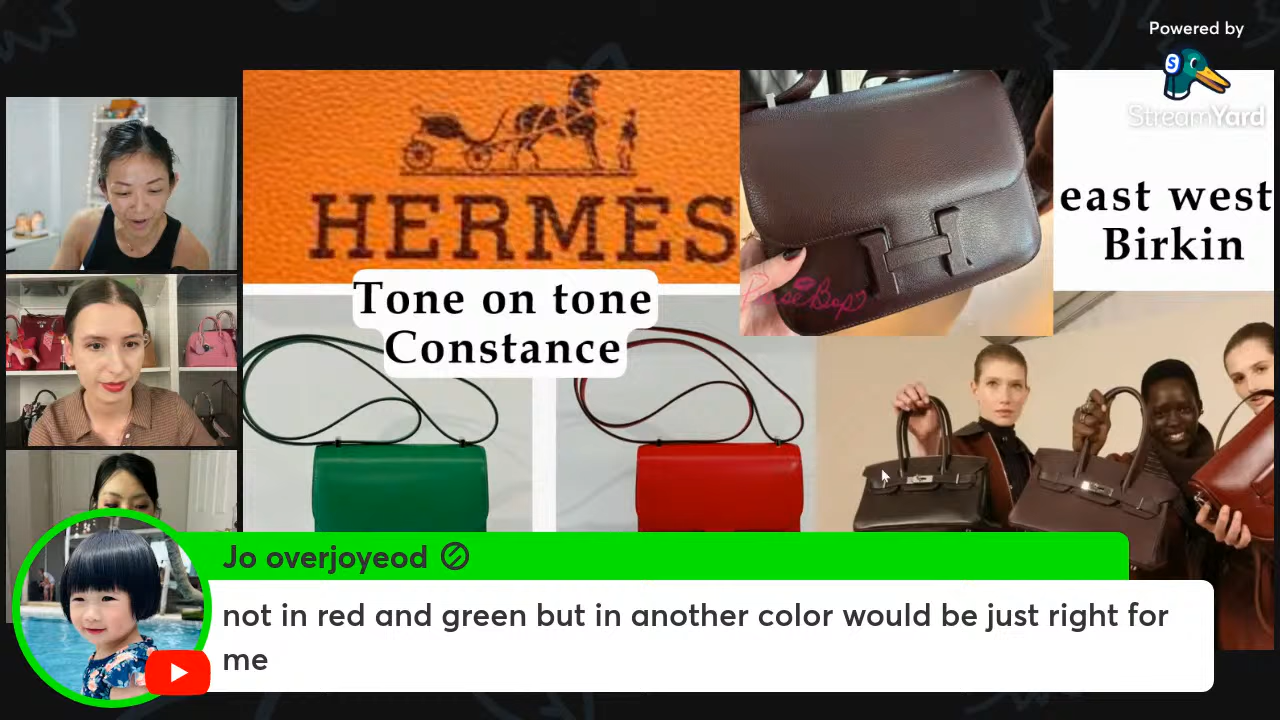 Powered by
StreamYard
HERMÈS
Tone on tone
Constance
PurseBop
east west
Birkin
Jo overjoyeod
not in red and green but in another color would be just right for
me